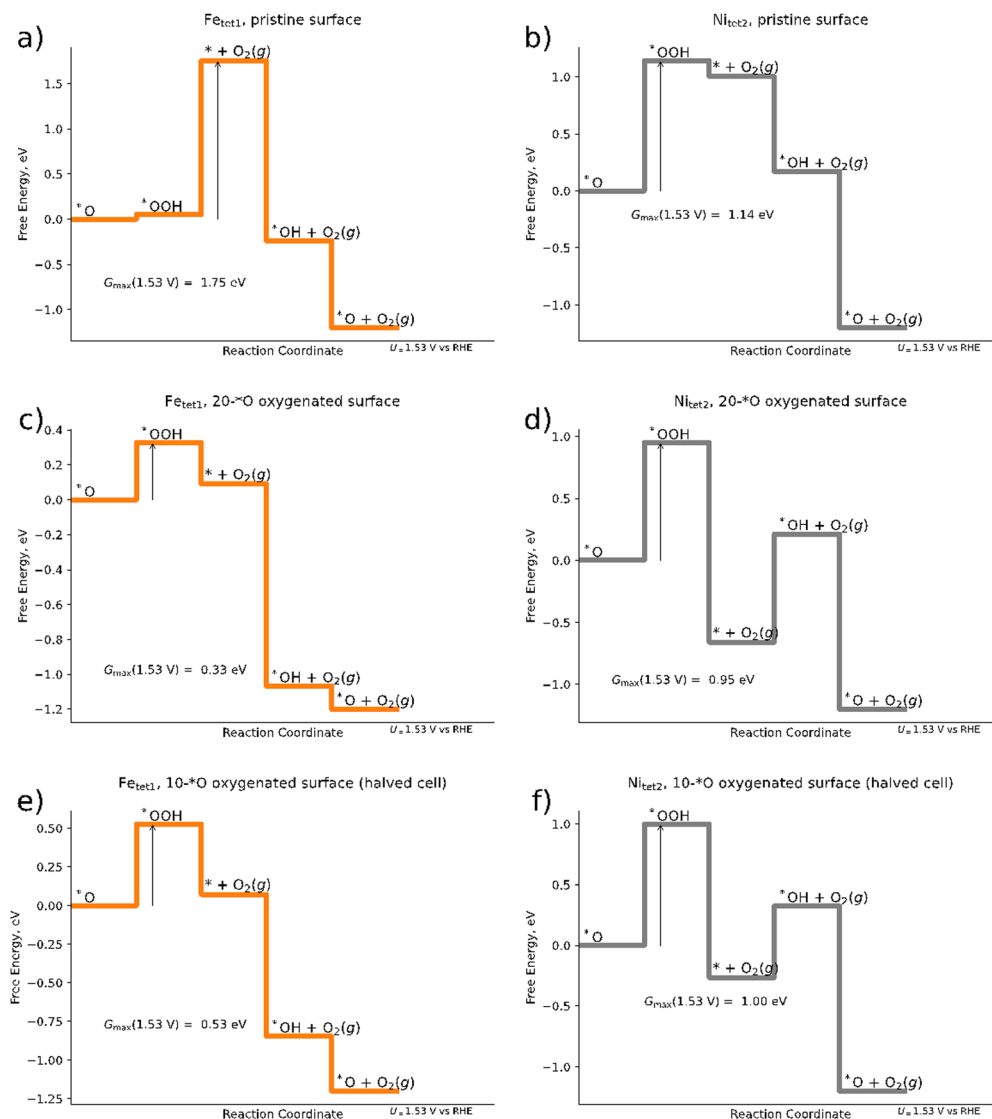 a)
Fe_tet1, pristine surface
* + O₂(g)
1.5
1.0
0.5
0.0
−0.5
−1.0
Free Energy, eV
*O
*OOH
*OH + O₂(g)
G_max(1.53 V) = 1.75 eV
*O + O₂(g)
Reaction Coordinate
U = 1.53 V vs RHE
b)
Ni_tet2, pristine surface
*OOH
* + O₂(g)
1.0
0.5
0.0
−0.5
−1.0
Free Energy, eV
*OH + O₂(g)
*O
G_max(1.53 V) = 1.14 eV
*O + O₂(g)
Reaction Coordinate
U = 1.53 V vs RHE
c)
Fe_tet1, 20-*O oxygenated surface
0.4
0.2
0.0
−0.2
−0.4
−0.6
−0.8
−1.0
−1.2
Free Energy, eV
*OOH
* + O₂(g)
*O
G_max(1.53 V) = 0.33 eV
*OH + O₂(g)
*O + O₂(g)
Reaction Coordinate
U = 1.53 V vs RHE
d)
Ni_tet2, 20-*O oxygenated surface
1.0
0.5
0.0
−0.5
−1.0
Free Energy, eV
*OOH
*OH + O₂(g)
*O
* + O₂(g)
G_max(1.53 V) = 0.95 eV
*O + O₂(g)
Reaction Coordinate
U = 1.53 V vs RHE
e)
Fe_tet1, 10-*O oxygenated surface (halved cell)
0.50
0.25
0.00
−0.25
−0.50
−0.75
−1.00
−1.25
Free Energy, eV
*OOH
* + O₂(g)
*O
G_max(1.53 V) = 0.53 eV
*OH + O₂(g)
*O + O₂(g)
Reaction Coordinate
U = 1.53 V vs RHE
f)
Ni_tet2, 10-*O oxygenated surface (halved cell)
1.0
0.5
0.0
−0.5
−1.0
Free Energy, eV
*OOH
*OH + O₂(g)
*O
* + O₂(g)
G_max(1.53 V) = 1.00 eV
*O + O₂(g)
Reaction Coordinate
U = 1.53 V vs RHE